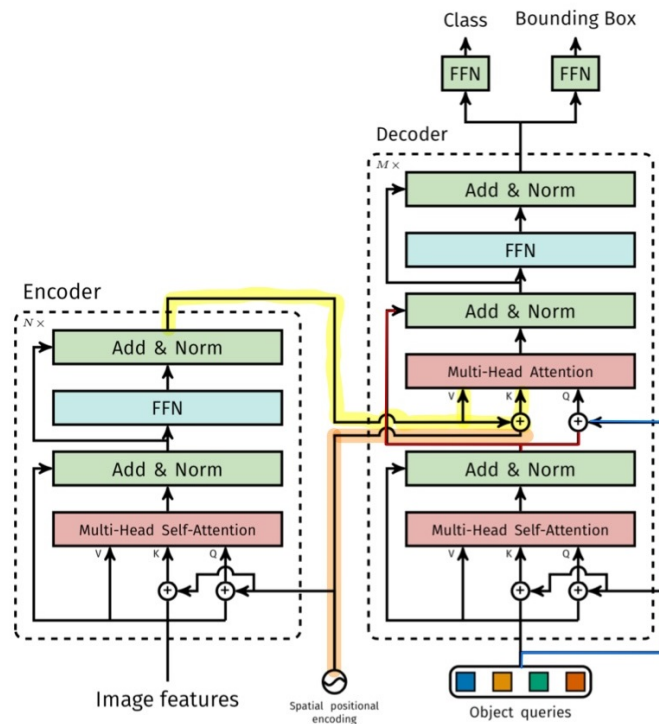 Class
Bounding Box
FFN
FFN
Decoder
M×
Add & Norm
FFN
Add & Norm
Multi-Head Attention
V
K
Q
+
+
Add & Norm
Multi-Head Self-Attention
V
K
Q
+
+
Object queries
Encoder
N×
Add & Norm
FFN
Add & Norm
Multi-Head Self-Attention
V
K
Q
+
+
Image features
Spatial positional
encoding